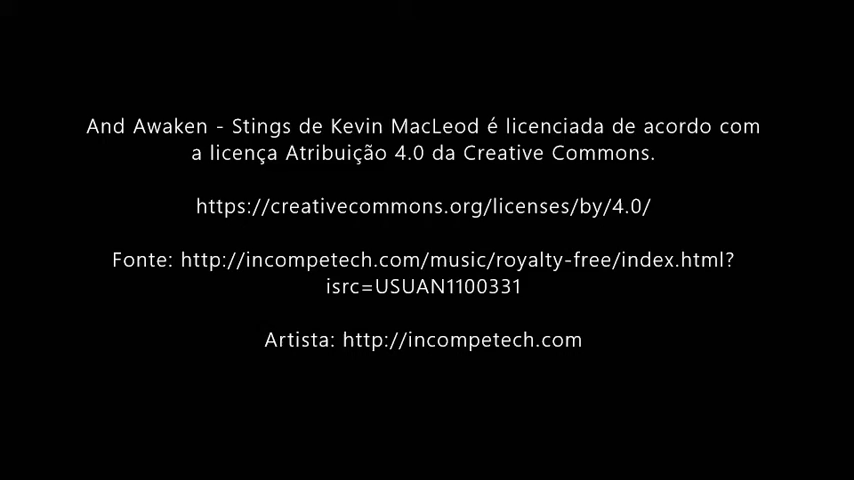 And Awaken - Stings de Kevin MacLeod é licenciada de acordo com
a licença Atribuição 4.0 da Creative Commons.
https://creativecommons.org/licenses/by/4.0/
Fonte: http://incompetech.com/music/royalty-free/index.html?
isrc=USUAN1100331
Artista: http://incompetech.com